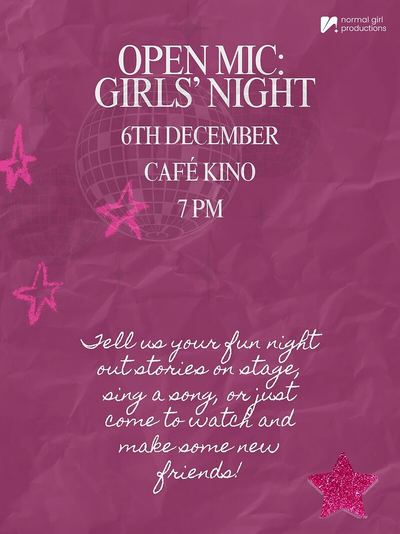 normal girl
productions
OPEN MIC:
GIRLS' NIGHT
6TH DECEMBER
CAFÉ KINO
7 PM
Tell us your fun night
out stories on stage,
sing a song, or just
come to watch and
make some new
friends!